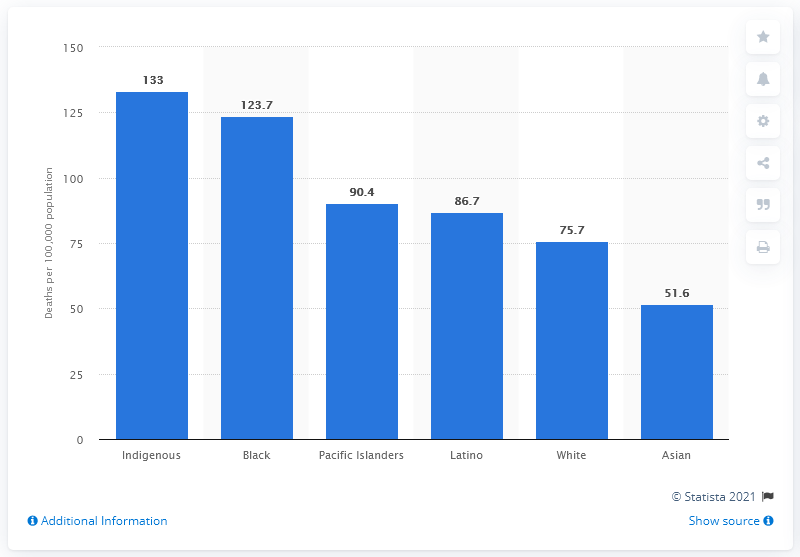 150
125
100
75
50
25
0
Deaths per 100,000 population
133
123.7
90.4
86.7
75.7
51.6
Indigenous
Black
Pacific Islanders
Latino
White
Asian
© Statista 2021
Additional Information
Show source